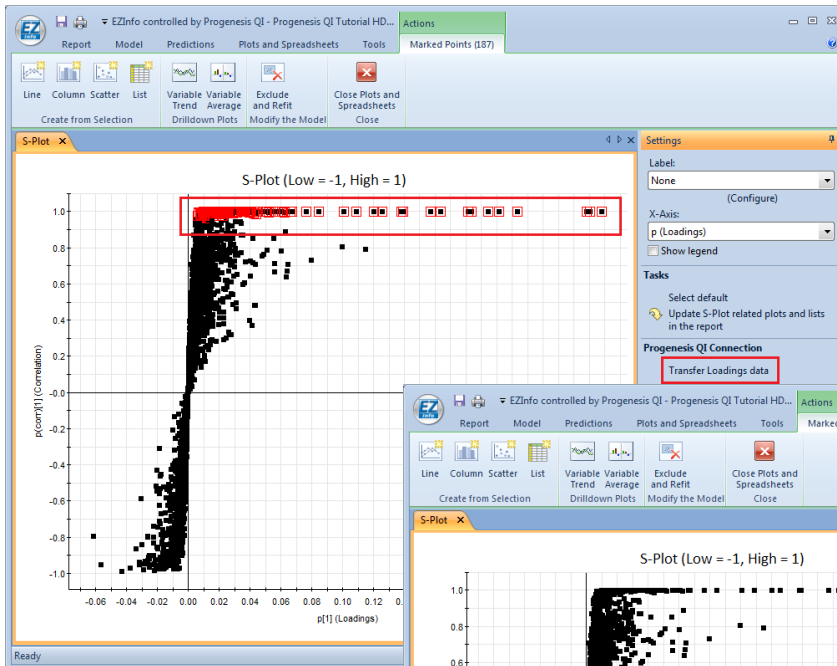 EZ
EZInfo controlled by Progenesis QI - Progenesis QI Tutorial HD...
Actions
Report Model Predictions Plots and Spreadsheets Tools Marked Points (187)
Line Column Scatter List Variable Trend Variable Average Exclude and Refit Close Plots and Spreadsheets
Create from Selection Drilldown Plots Modify the Model Close
S-Plot
S-Plot (Low = -1, High = 1)
1.0
0.8
0.6
0.4
0.2
-0.0
-0.2
-0.4
-0.6
-0.8
-1.0
p(corr)[1] (Correlation)
-0.06 -0.04 -0.02 0.00 0.02 0.04 0.06 0.08 0.10 0.12 0.
p[1] (Loadings)
Ready
Settings
Label:
None
(Configure)
X-Axis:
p (Loadings)
Show legend
Tasks
Select default
Update S-Plot related plots and lists
in the report
Progenesis QI Connection
Transfer Loadings data
EZ
EZInfo controlled by Progenesis QI - Progenesis QI Tutorial HD...
Actions
Report Model Predictions Plots and Spreadsheets Tools Marked
Line Column Scatter List Variable Trend Variable Average Exclude and Refit Close Plots and Spreadsheets
Create from Selection Drilldown Plots Modify the Model Close
S-Plot
S-Plot (Low = -1, High = 1)
1.0
0.8
0.6